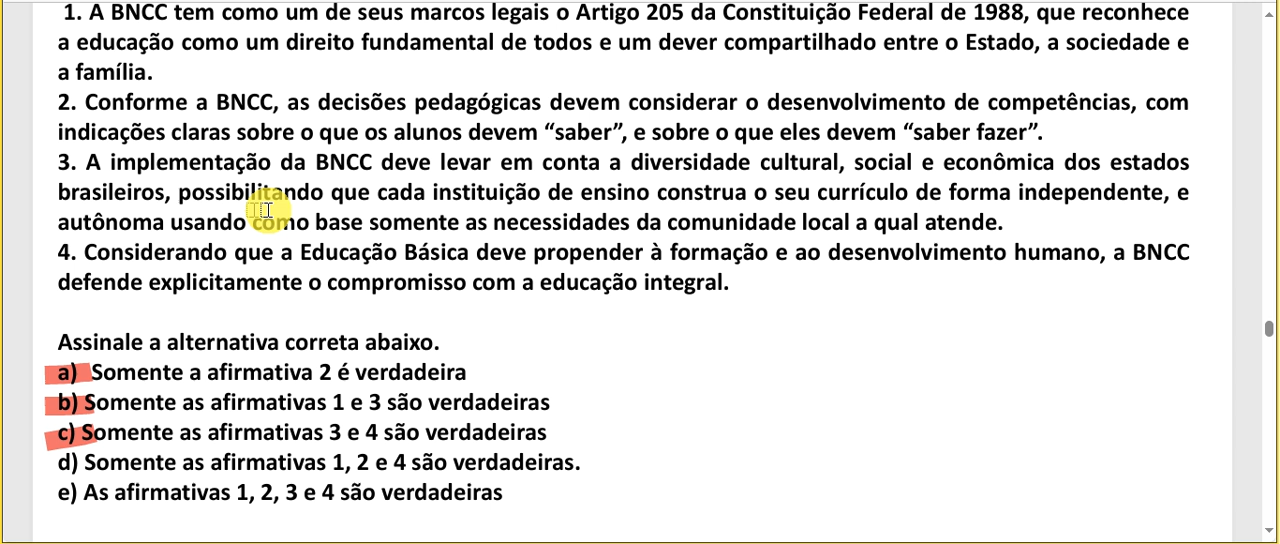 1. A BNCC tem como um de seus marcos legais o Artigo 205 da Constituição Federal de 1988, que reconhece
a educação como um direito fundamental de todos e um dever compartilhado entre o Estado, a sociedade e
a família.
2. Conforme a BNCC, as decisões pedagógicas devem considerar o desenvolvimento de competências, com
indicações claras sobre o que os alunos devem “saber”, e sobre o que eles devem “saber fazer”.
3. A implementação da BNCC deve levar em conta a diversidade cultural, social e econômica dos estados
brasileiros, possibilitando que cada instituição de ensino construa o seu currículo de forma independente, e
autônoma usando como base somente as necessidades da comunidade local a qual atende.
4. Considerando que a Educação Básica deve propender à formação e ao desenvolvimento humano, a BNCC
defende explicitamente o compromisso com a educação integral.
Assinale a alternativa correta abaixo.
a) Somente a afirmativa 2 é verdadeira
b) Somente as afirmativas 1 e 3 são verdadeiras
c) Somente as afirmativas 3 e 4 são verdadeiras
d) Somente as afirmativas 1, 2 e 4 são verdadeiras.
e) As afirmativas 1, 2, 3 e 4 são verdadeiras